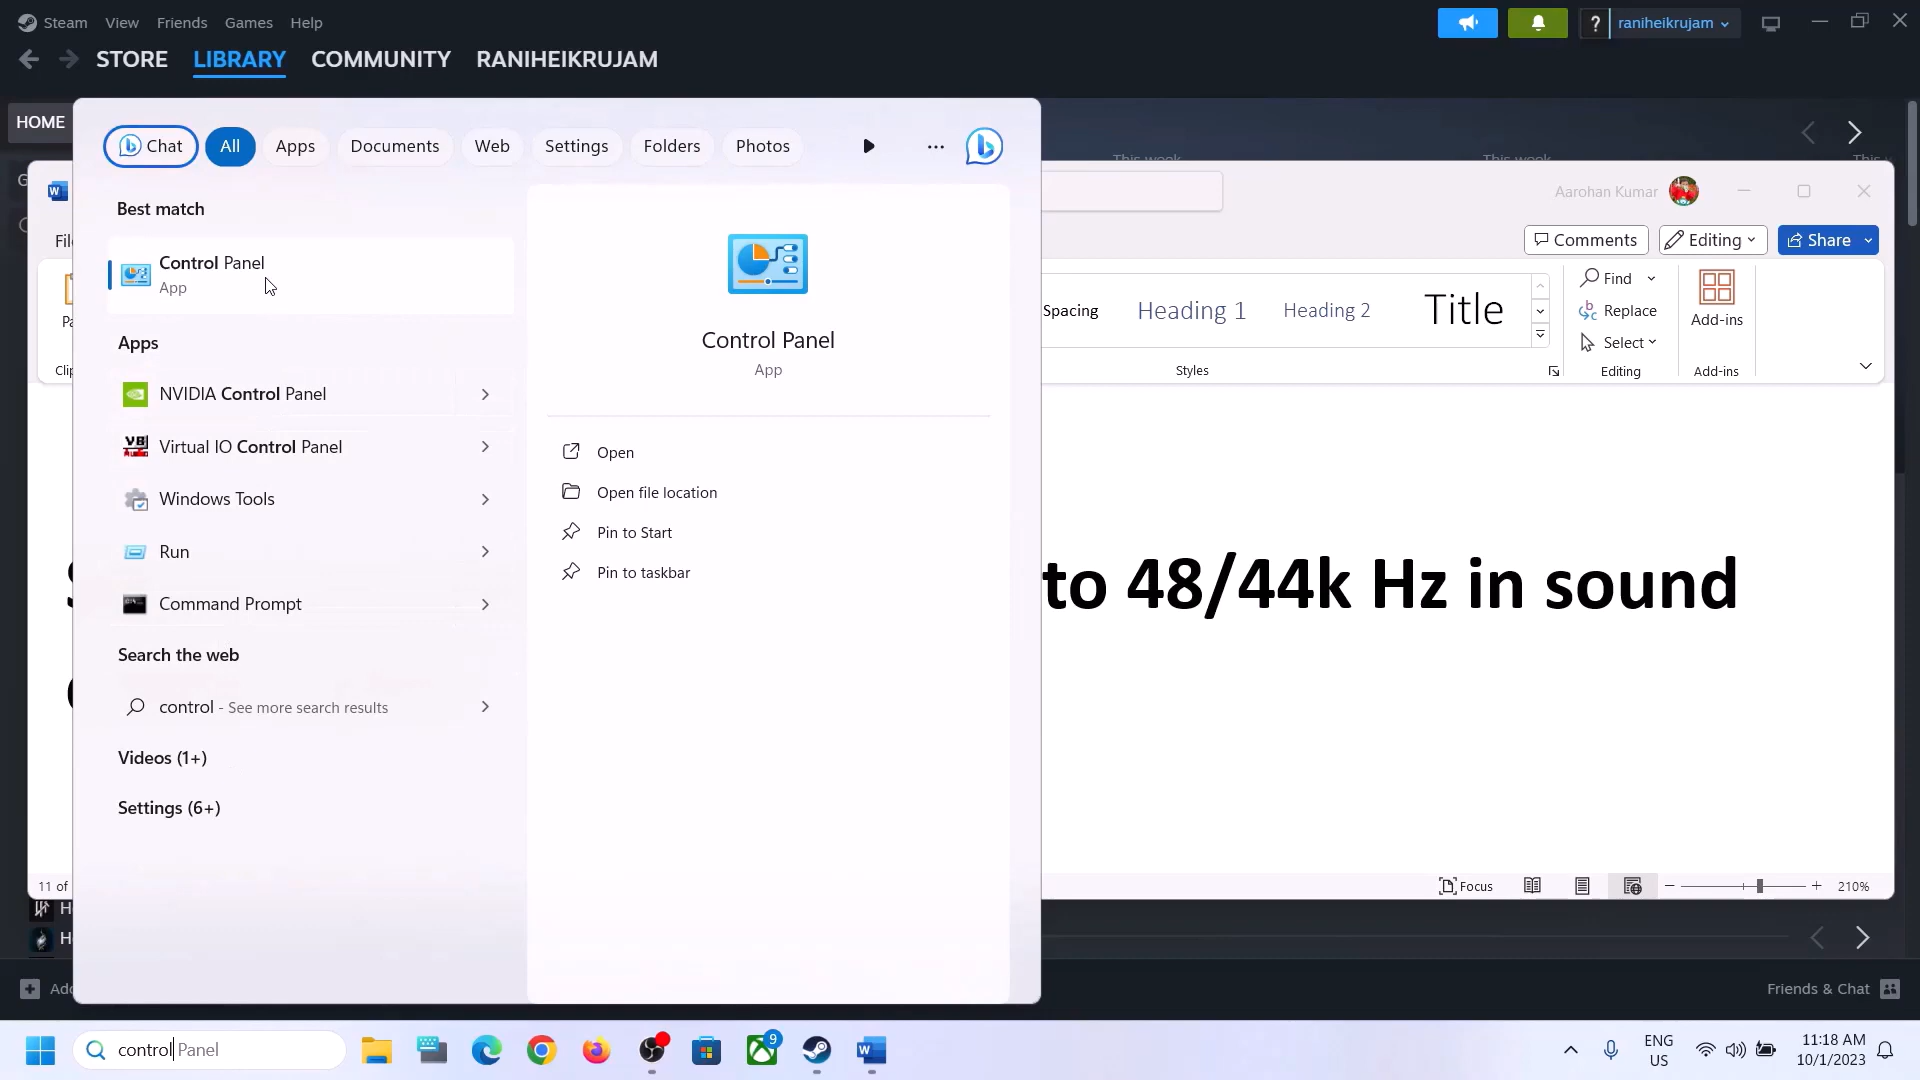 Steam View Friends Games Help
? raniheikrujam
STORE LIBRARY COMMUNITY RANIHEIKRUJAM
HOME
This week This week This
Chat All Apps Documents Web Settings Folders Photos
Best match
Control Panel
App
Apps
NVIDIA Control Panel
Virtual IO Control Panel
Windows Tools
Run
Command Prompt
Search the web
control - See more search results
Videos (1+)
Settings (6+)
Control Panel
App
Open
Open file location
Pin to Start
Pin to taskbar
Aarohan Kumar
Comments Editing Share
Spacing Heading 1 Heading 2 Title
Find
Replace
Select
Add-ins
Styles Editing Add-ins
to 48/44k Hz in sound
11 of
Focus 210%
Friends & Chat
control Panel
9
ENG
US
11:18 AM
10/1/2023